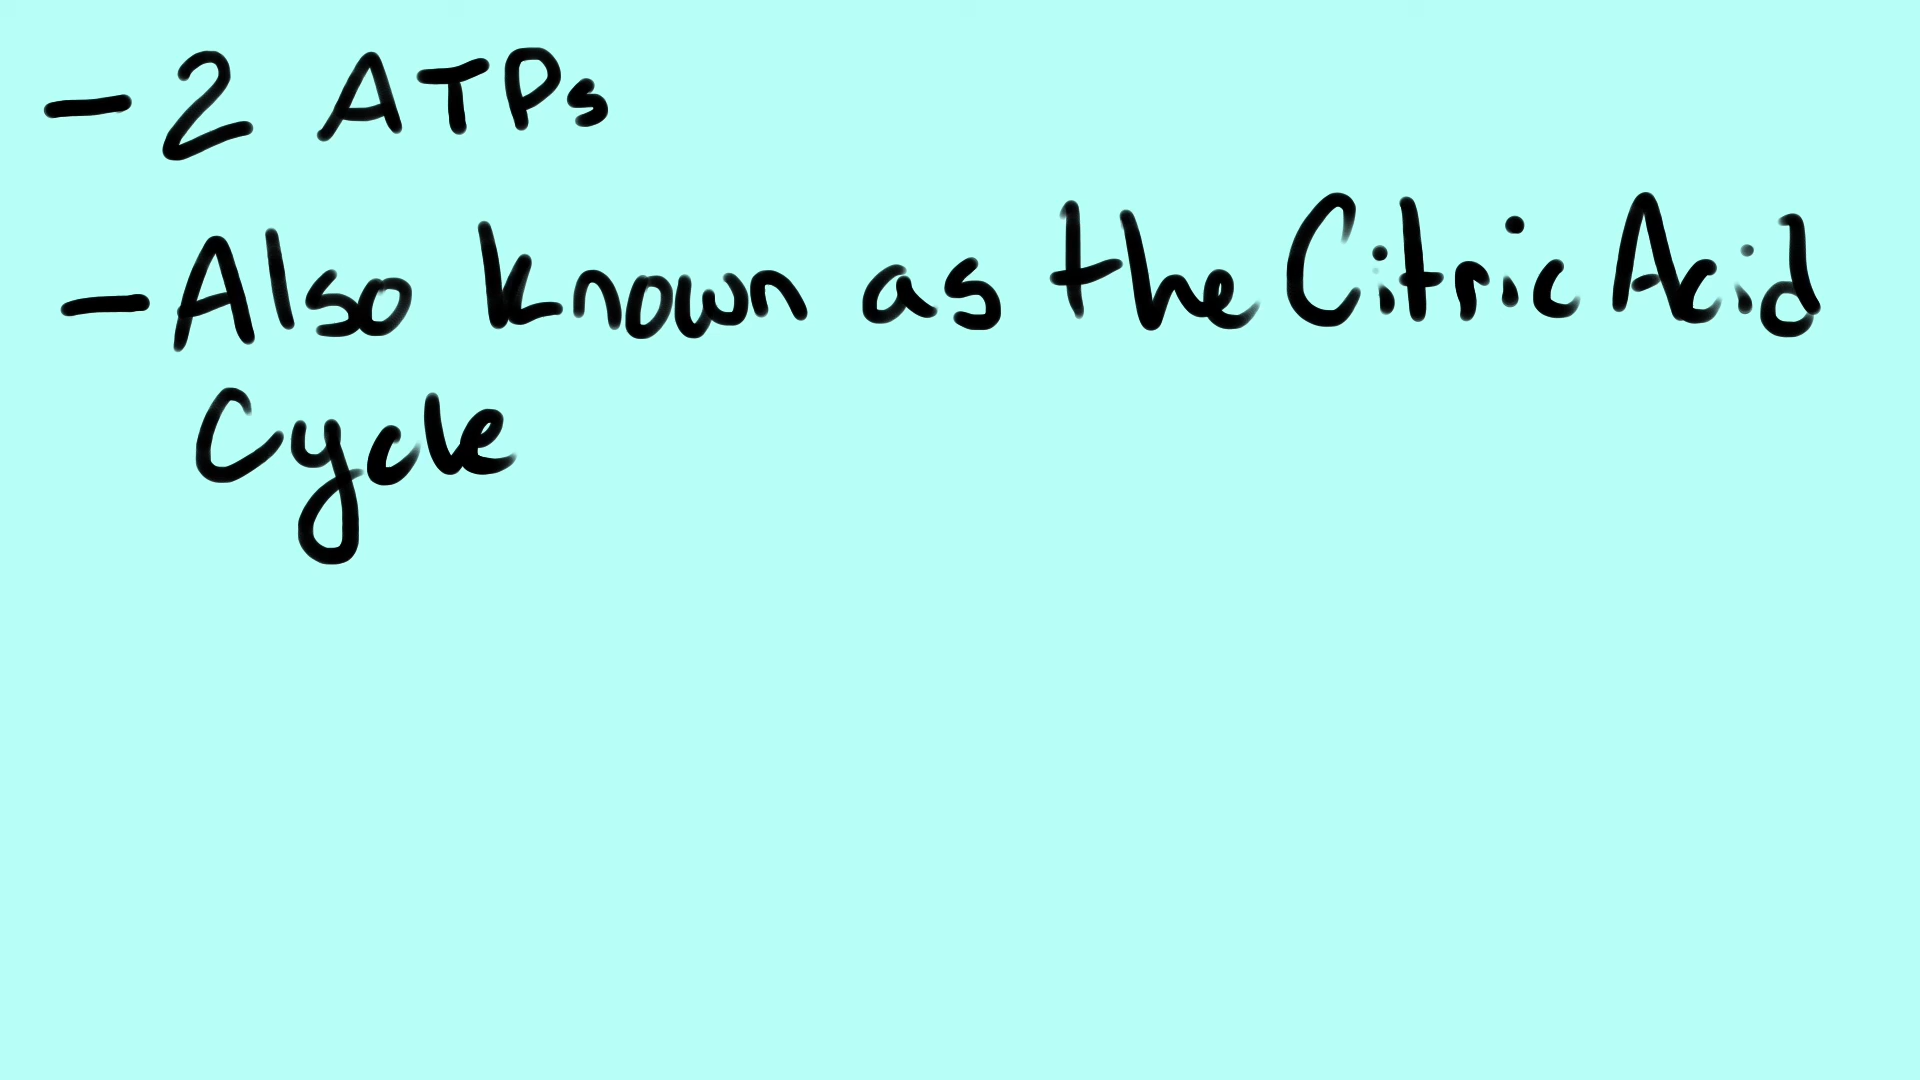 - 2 ATPs
- Also known as the Citric Acid
Cycle